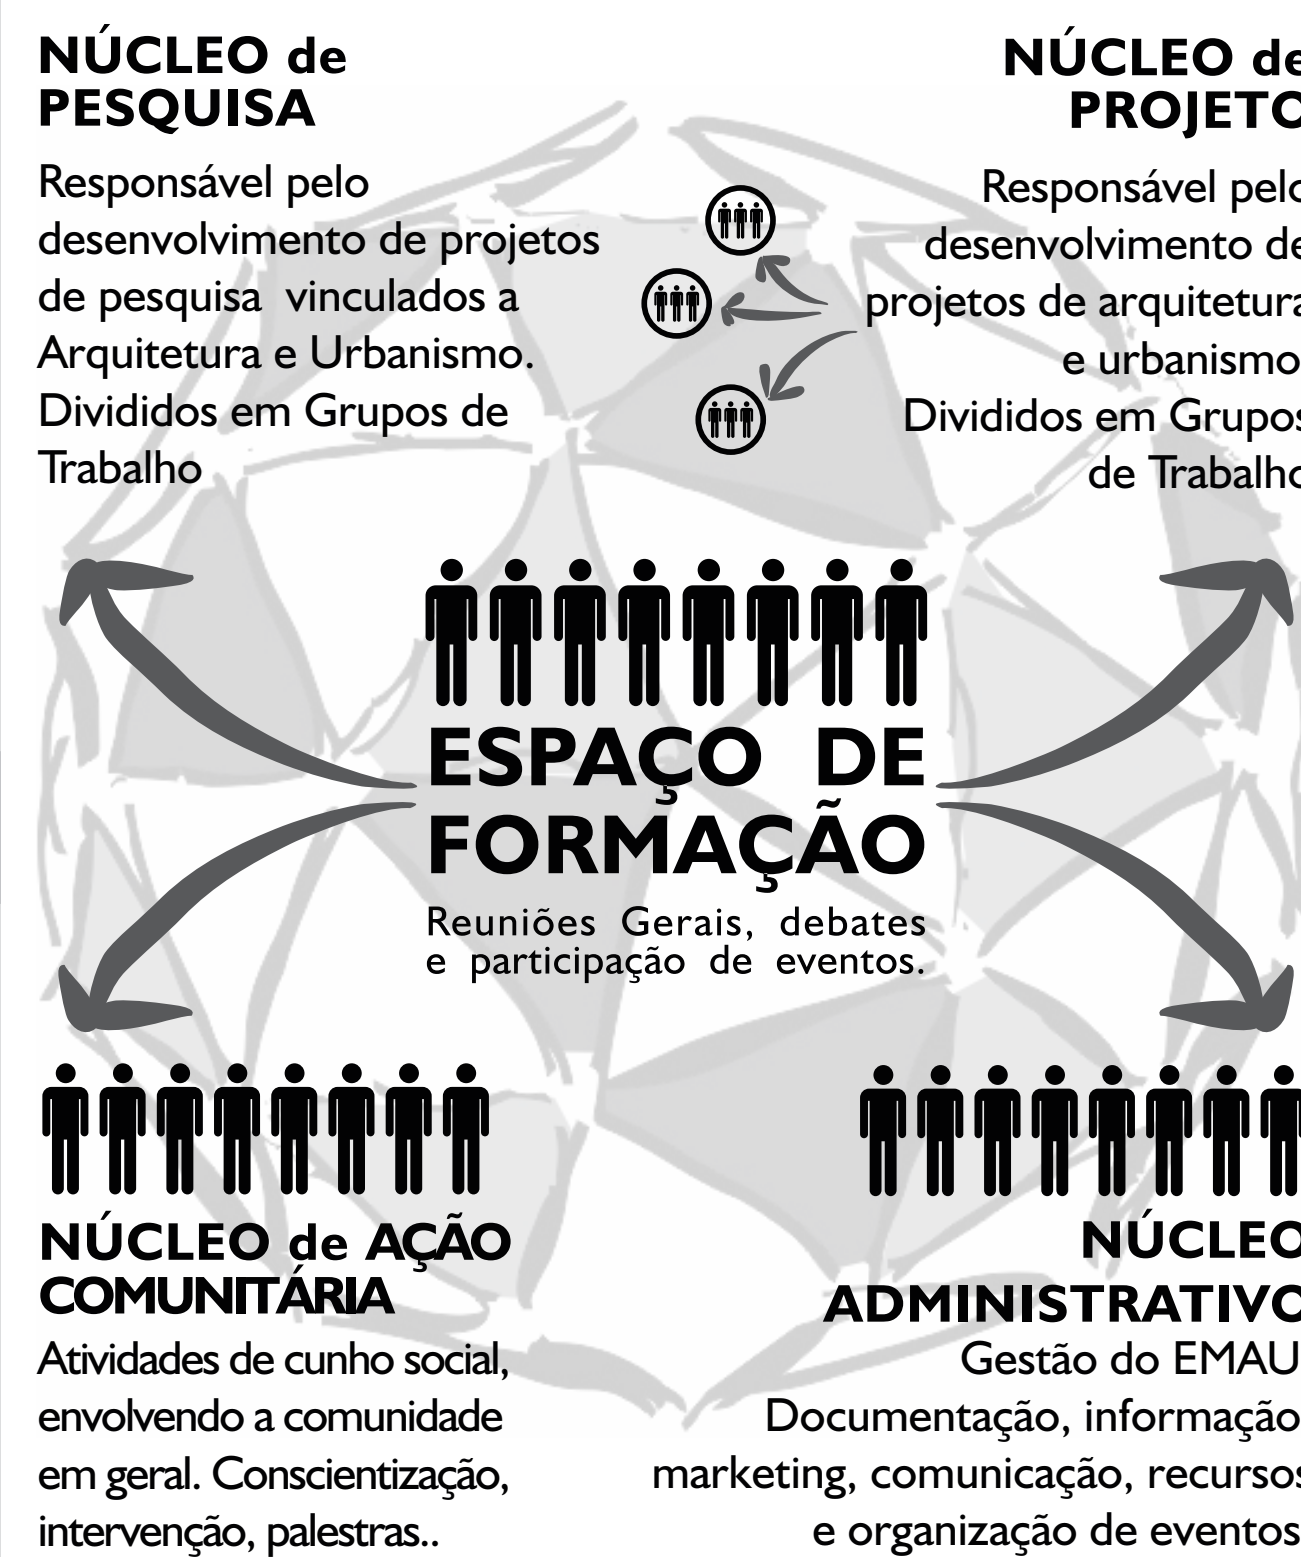 NÚCLEO de
PESQUISA
Responsável pelo
desenvolvimento de projetos
de pesquisa vinculados a
Arquitetura e Urbanismo.
Divididos em Grupos de
Trabalho
NÚCLEO de
PROJETO
Responsável pelo
desenvolvimento de
projetos de arquitetura
e urbanismo
Divididos em Grupos
de Trabalho
ESPAÇO DE
FORMAÇÃO
Reuniões Gerais, debates
e participação de eventos.
NÚCLEO de AÇÃO
COMUNITÁRIA
Atividades de cunho social,
envolvendo a comunidade
em geral. Conscientização,
intervenção, palestras..
NÚCLEO
ADMINISTRATIVO
Gestão do EMAU
Documentação, informação
marketing, comunicação, recursos
e organização de eventos